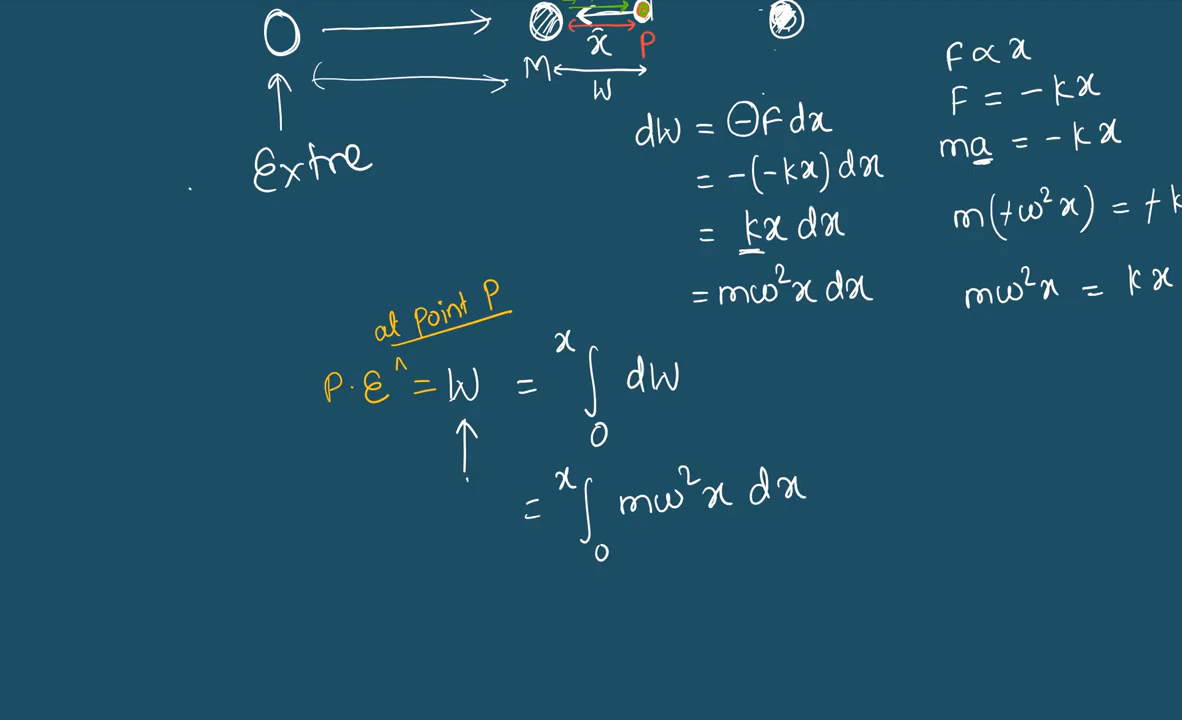 O
x
P
M
W
Extre
F ∝ x
F = - kx
ma = - kx
m(+ω²x) = + k
mω²x = kx
dW = ⊖ F dx
= -(-kx) dx
= kx dx
= mω²x dx
at Point P
P.E = W = ∫₀ˣ dW
= ∫₀ˣ mω²x dx